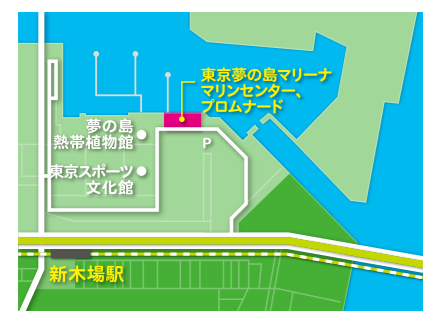 東京夢の島マリーナ
マリンセンター、
プロムナード
夢の島
熱帯植物館
P
東京スポーツ
文化館
新木場駅